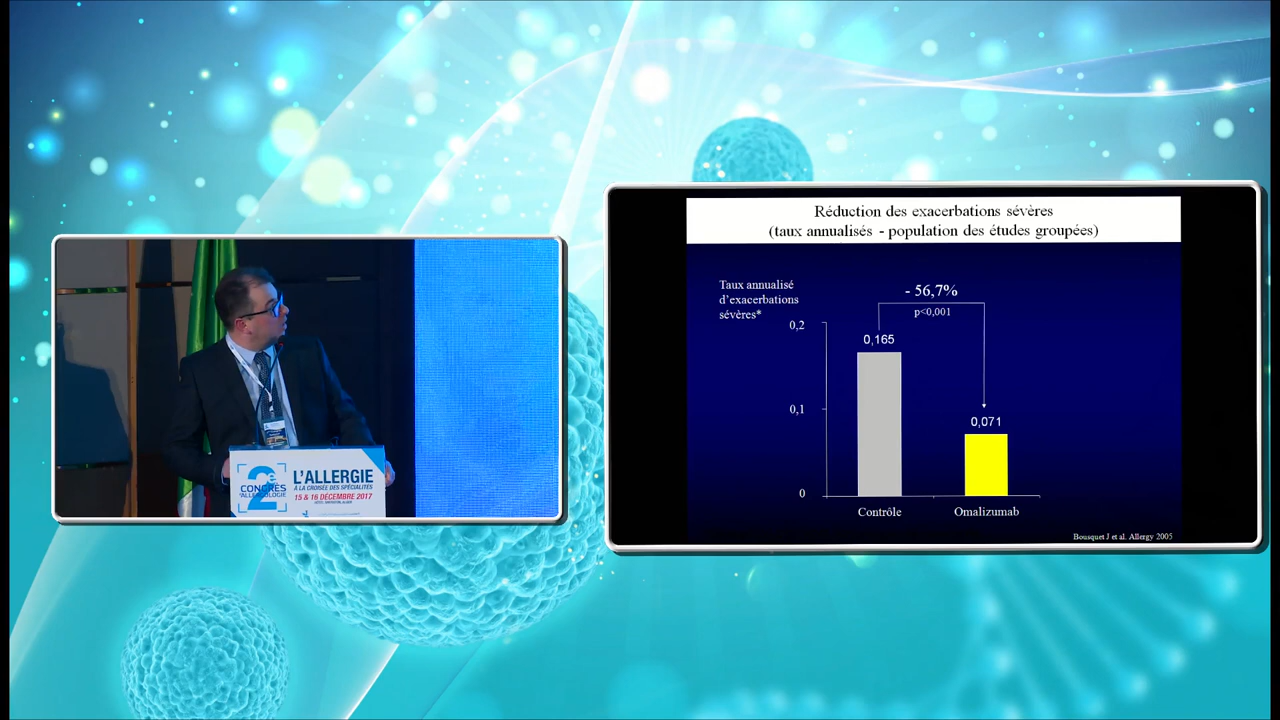 2e
CONGRÈS
D'ALLERGOLOGIE
L'ALLERGIE
À LA CROISÉE DES SPÉCIALITÉS
15 & 16 DÉCEMBRE 2017
Réduction des exacerbations sévères
(taux annualisés - population des études groupées)
Taux annualisé
d'exacerbations
sévères*
- 56,7%
p<0,001
0,2
0,165
0,1
0,071
0
Contrôle
Omalizumab
Bousquet J et al. Allergy 2005